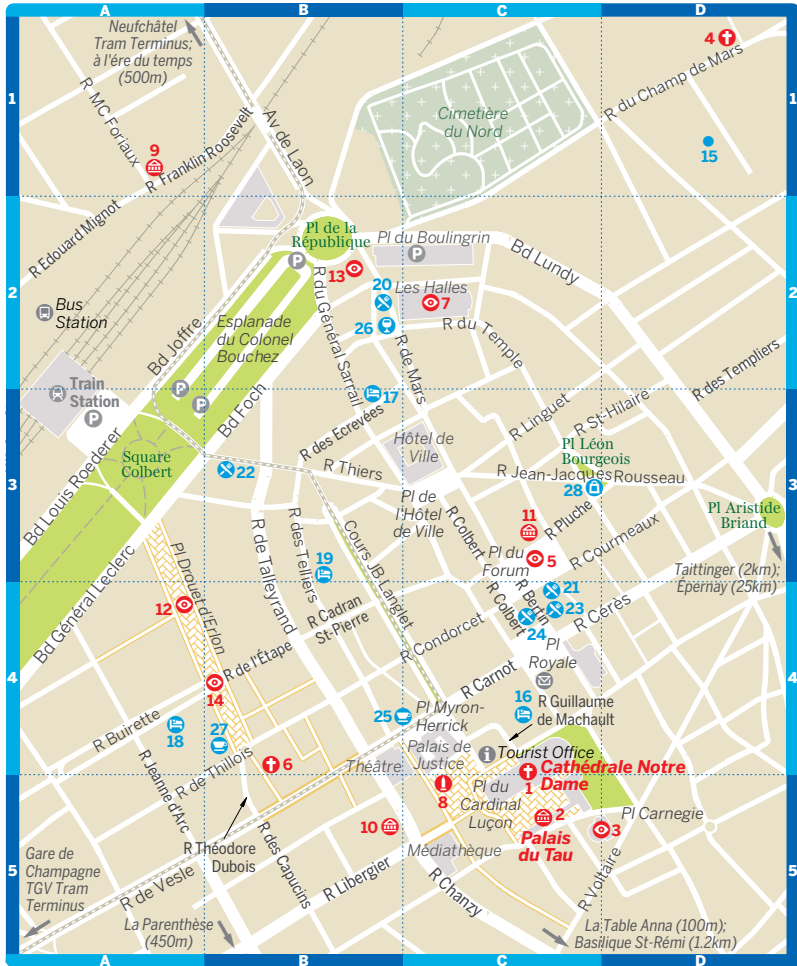 A
B
C
D
Neufchâtel
Tram Terminus;
à l'ére du temps
(500m)
4
R du Champ de Mars
R MC Foriaux
Av de Laon
Cimetière
du Nord
1
1
9
R Franklin Roosevelt
15
R Edouard Mignot
Pl de la
République
Pl du Boulingrin
P
P
Bd Lundy
13
20
Les Halles
7
2
2
Bus
Station
Esplanade
du Colonel
Bouchez
R du Général Sarrail
26
R du Temple
Bd Joffre
R de Mars
R des Templiers
Train
Station
P
P
P
17
Bd Foch
R Linguet
R St-Hilaire
R des Ecrevées
Hôtel de
Ville
Pl Léon
Bourgeois
Bd Louis Roederer
Square
Colbert
22
R Thiers
R Jean-Jacques Rousseau
3
3
28
Pl de
l'Hôtel
de Ville
R Colbert
11
R Pluche
Pl Aristide
Briand
R de Talleyrand
R des Telliers
Cours JB Langlet
19
Pl du
Forum
5
R Courmeaux
Taittinger (2km);
Épernay (25km)
Bd Général Leclerc
Pl Drouet d'Erlon
12
R Cadran
St-Pierre
R Colbert
R Bertin
21
23
24
R Cérès
R Condorcet
R de l'Étape
Pl
Royale
R Carnot
4
4
14
R Buirette
18
27
25
Pl Myron-
Herrick
16
R Guillaume
de Machault
Palais de
Justice
i
Tourist Office
R de Thillois
6
Théâtre
Cathédrale Notre
Dame
1
R Jeanne d'Arc
8
Pl du
Cardinal
Luçon
2
Pl Carnegie
3
10
Palais
du Tau
R Théodore
Dubois
R des Capucins
Médiathèque
5
5
Gare de
Champagne
TGV Tram
Terminus
R de Vesle
R Libergier
R Chanzy
R Voltaire
La Parenthèse
(450m)
La Table Anna (100m);
Basilique St-Rémi (1.2km)
A
B
C
D